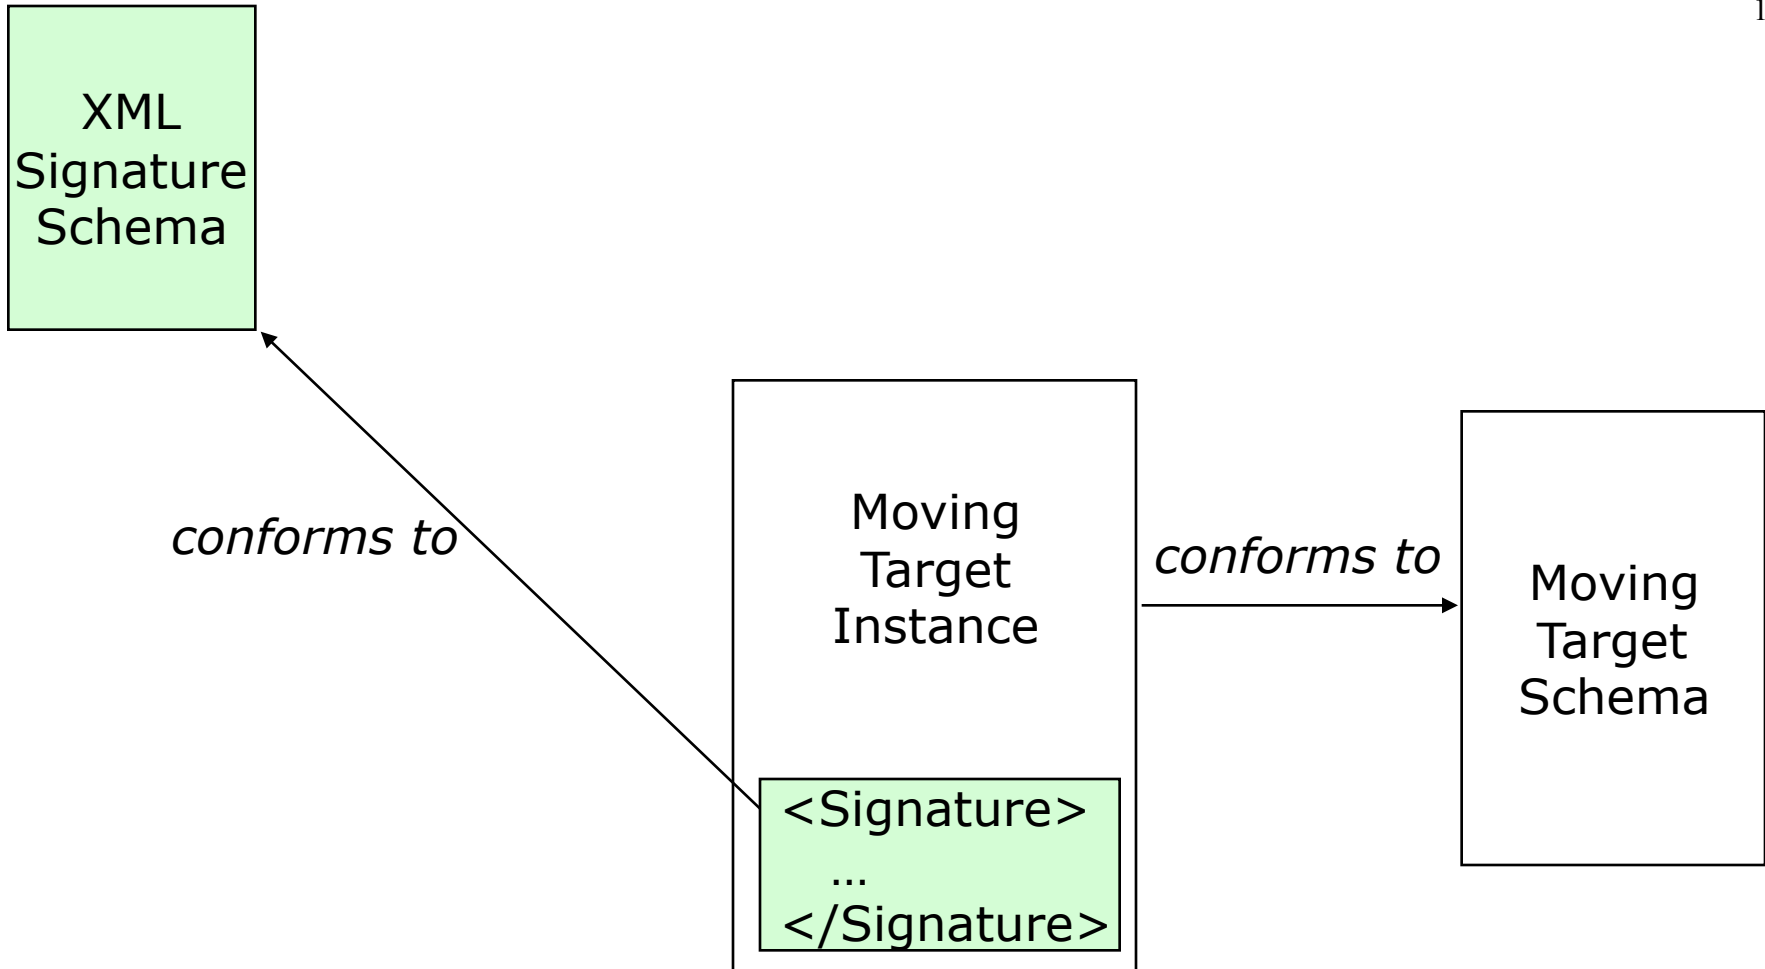 XML
Signature
Schema
conforms to
Moving
Target
Instance
<Signature>
…
</Signature>
conforms to
Moving
Target
Schema